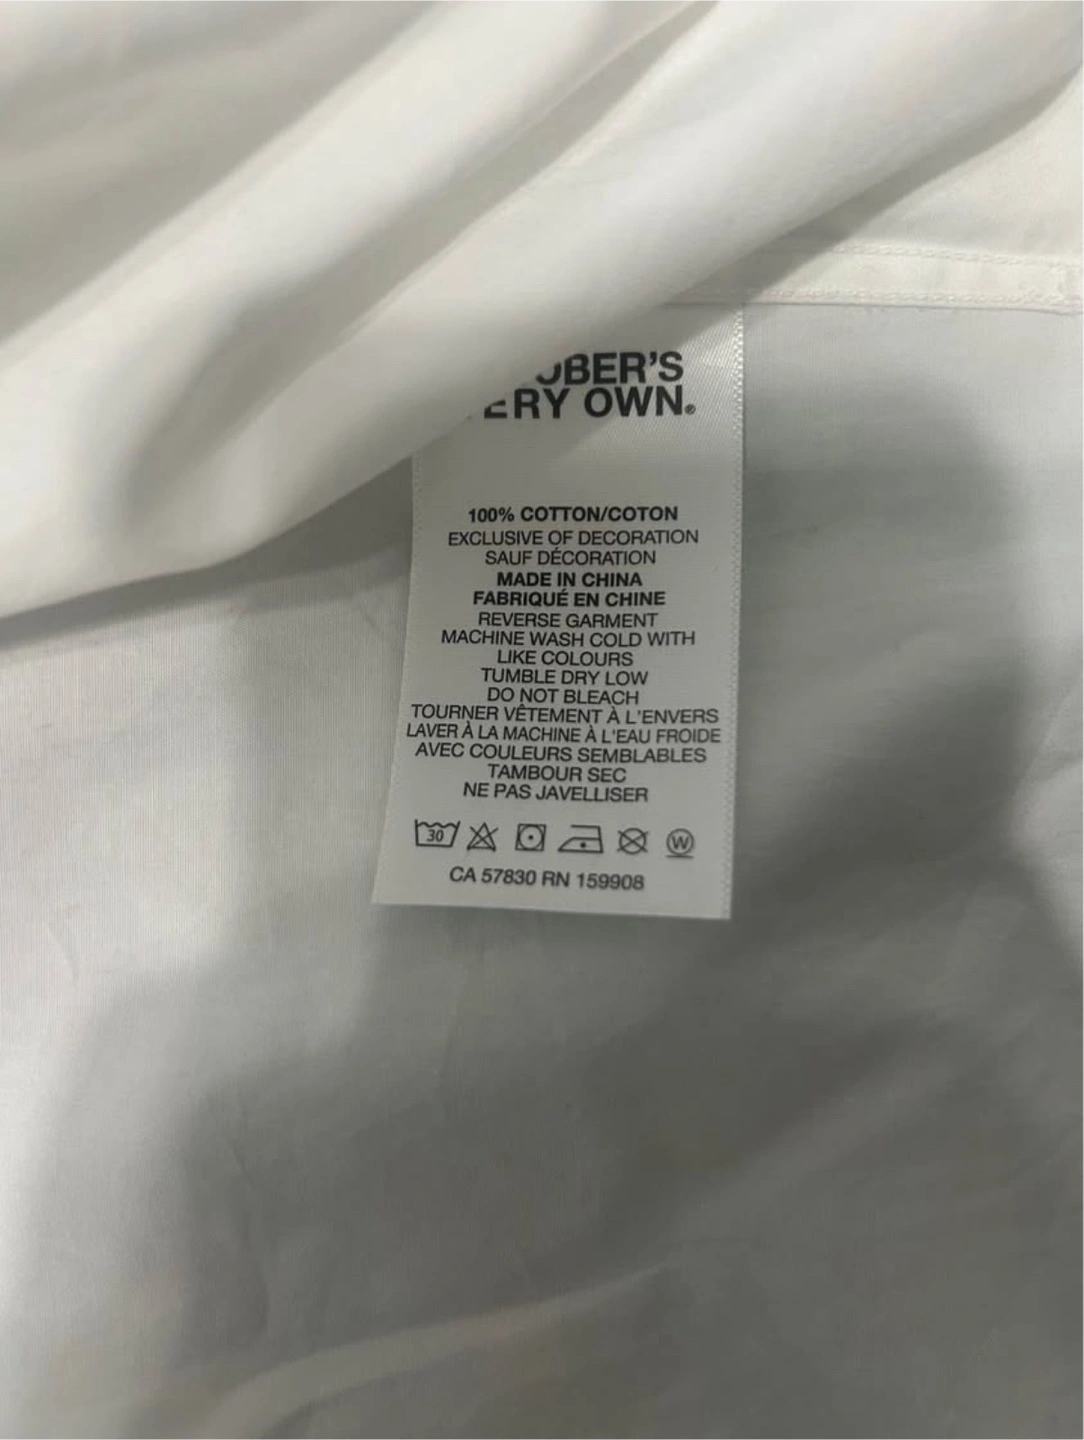 OBER'S
ERY OWN®
100% COTTON/COTON
EXCLUSIVE OF DECORATION
SAUF DÉCORATION
MADE IN CHINA
FABRIQUÉ EN CHINE
REVERSE GARMENT
MACHINE WASH COLD WITH
LIKE COLOURS
TUMBLE DRY LOW
DO NOT BLEACH
TOURNER VÊTEMENT À L'ENVERS
LAVER À LA MACHINE À L'EAU FROIDE
AVEC COULEURS SEMBLABLES
TAMBOUR SEC
NE PAS JAVELLISER
30 W
CA 57830 RN 159908